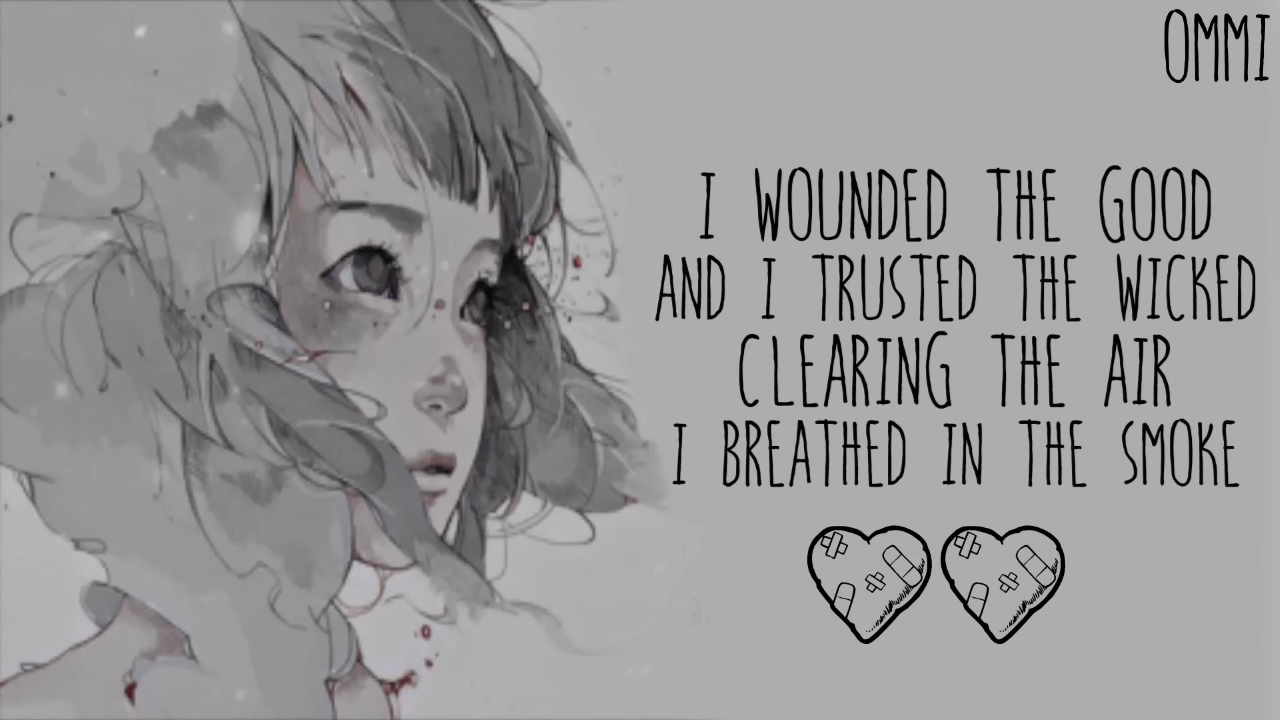 OMMI
I WOUNDED THE GOOD
AND I TRUSTED THE WICKED
CLEARING THE AIR
I BREATHED IN THE SMOKE